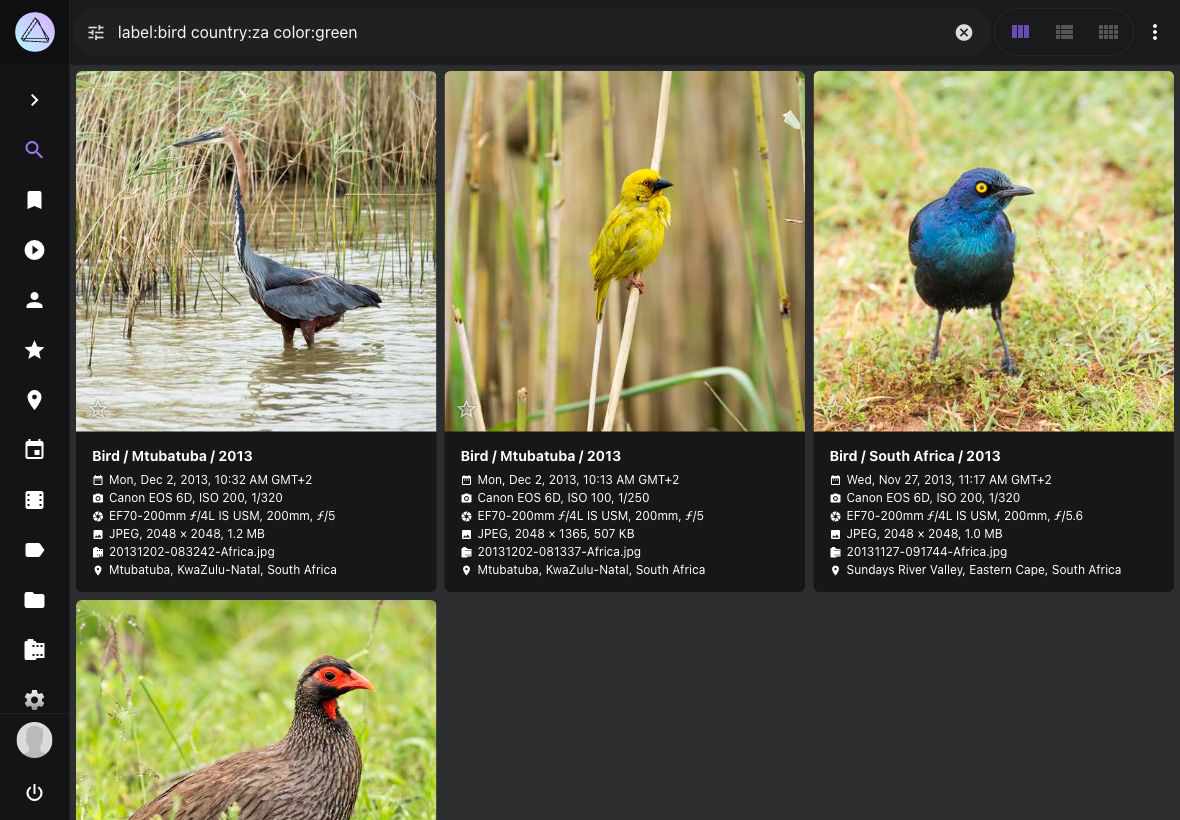 label:bird country:za color:green
Bird / Mtubatuba / 2013
Mon, Dec 2, 2013, 10:32 AM GMT+2
Canon EOS 6D, ISO 200, 1/320
EF70-200mm ƒ/4L IS USM, 200mm, ƒ/5
JPEG, 2048 × 2048, 1.2 MB
20131202-083242-Africa.jpg
Mtubatuba, KwaZulu-Natal, South Africa
Bird / Mtubatuba / 2013
Mon, Dec 2, 2013, 10:13 AM GMT+2
Canon EOS 6D, ISO 100, 1/250
EF70-200mm ƒ/4L IS USM, 200mm, ƒ/5
JPEG, 2048 × 1365, 507 KB
20131202-081337-Africa.jpg
Mtubatuba, KwaZulu-Natal, South Africa
Bird / South Africa / 2013
Wed, Nov 27, 2013, 11:17 AM GMT+2
Canon EOS 6D, ISO 200, 1/320
EF70-200mm ƒ/4L IS USM, 200mm, ƒ/5.6
JPEG, 2048 × 2048, 1.0 MB
20131127-091744-Africa.jpg
Sundays River Valley, Eastern Cape, South Africa